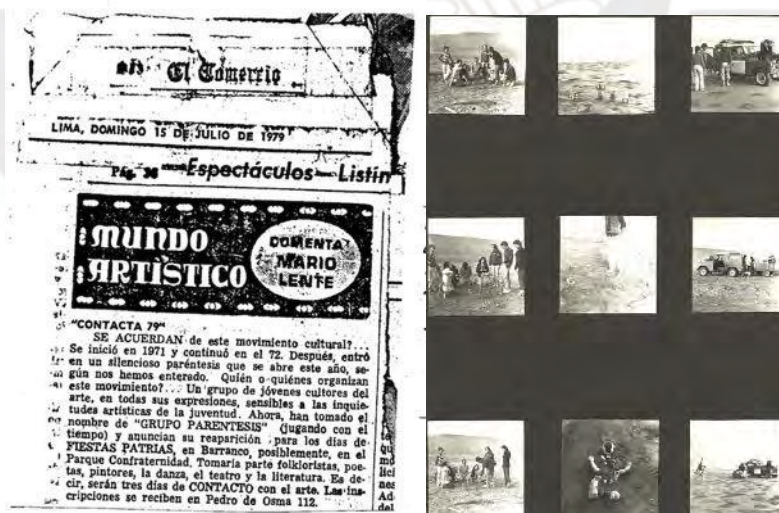 El Comercio
LIMA, DOMINGO 15 DE JULIO DE 1979
Pág. Espectáculos - Listín
MUNDO
ARTÍSTICO
COMENTA
MARIO
LENTE
"CONTACTA 79"
SE ACUERDAN de este movimiento cultural?...
Se inició en 1971 y continuó en el 72. Después, entró
en un silencioso paréntesis que se abre este año, se-
gún nos hemos enterado. Quién o quiénes organizan
este movimiento?... Un grupo de jóvenes cultores del
arte, en todas sus expresiones, sensibles a las inquie-
tudes artísticas de la juventud. Ahora, han tomado el
nombre de "GRUPO PARENTESIS" (jugando con el
tiempo) y anuncian su reaparición para los días de
FIESTAS PATRIAS, en Barranco, posiblemente, en el
Parque Confraternidad. Tomaría parte folkloristas, poe-
tas, pintores, la danza, el teatro y la literatura. Es de-
cir, serán tres días de CONTACTO con el arte. Las ins-
cripciones se reciben en Pedro de Osma 112.